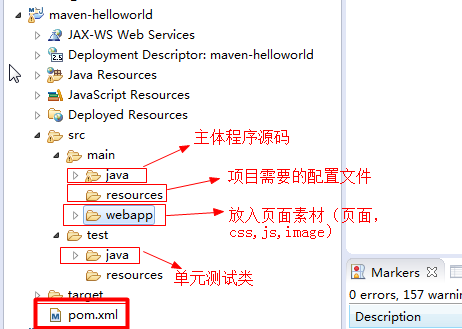 maven-helloworld
JAX-WS Web Services
Deployment Descriptor: maven-helloworld
Java Resources
JavaScript Resources
Deployed Resources
src
主体程序源码
main
java
项目需要的配置文件
resources
webapp
放入页面素材（页面，
css,js,image）
test
java
单元测试类
resources
target
pom.xml
Markers
0 errors, 157 warnin
Description